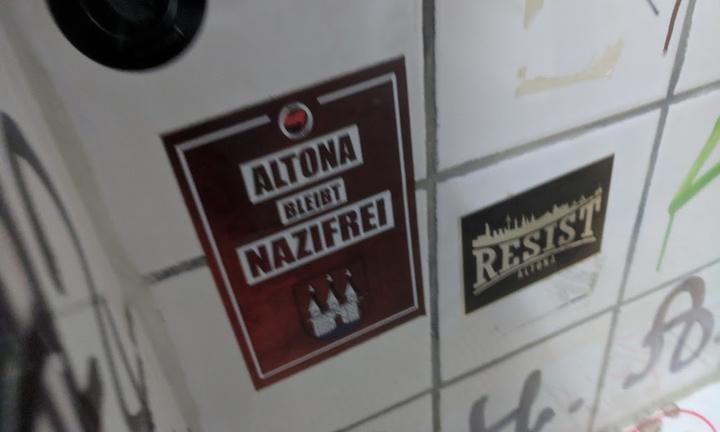 ALTONA
BLEIBT
NAZIFREI
RESIST
ALTONA